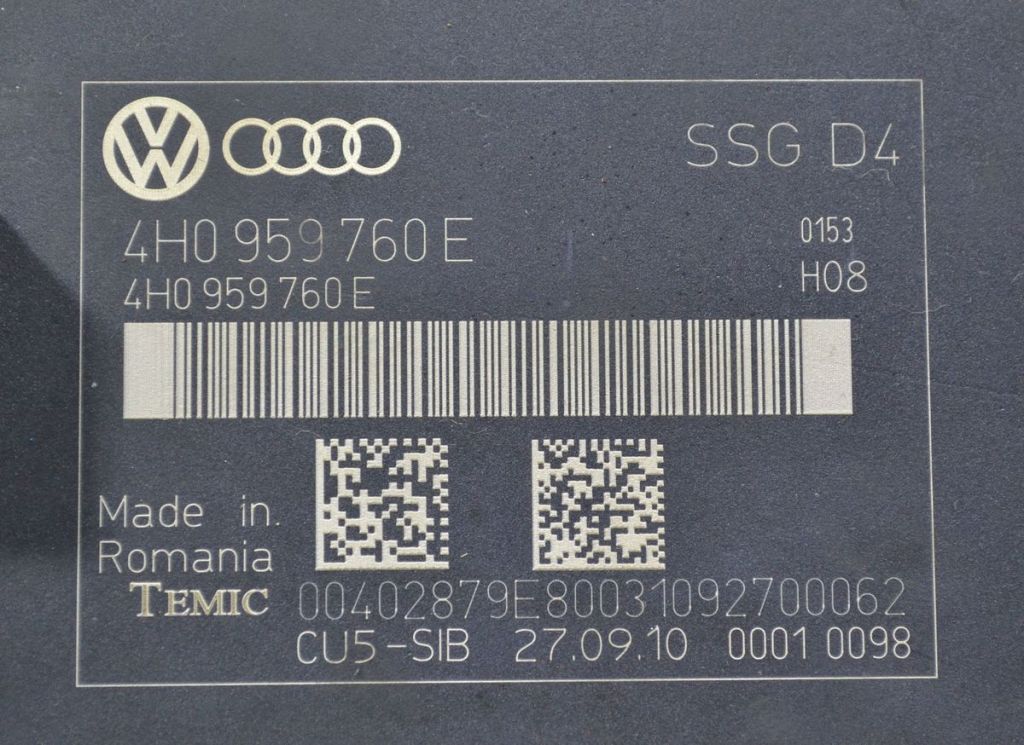 SSG D4
4H0 959 760 E
0153
4H0 959 760 E
H08
Made in
Romania
TEMIC
00402879E80031092700062
CU5-SIB 27.09.10 0001 0098